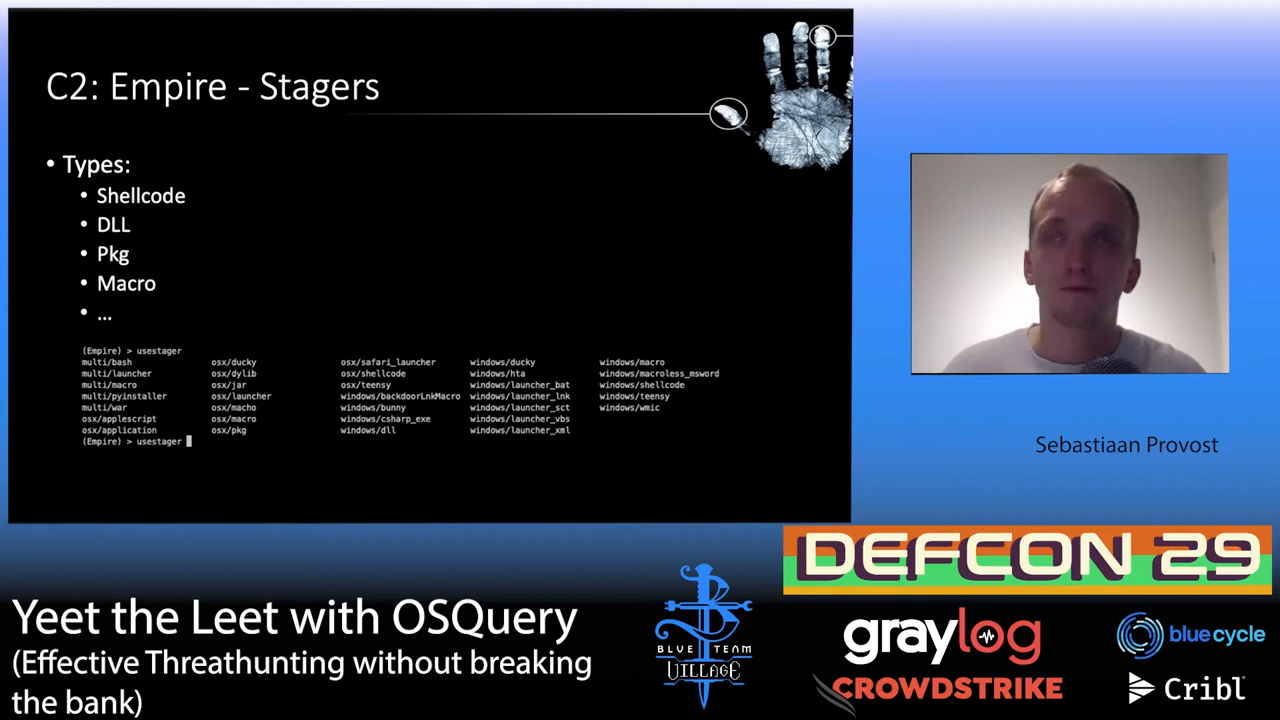 C2: Empire - Stagers
• Types:
• Shellcode
• DLL
• Pkg
• Macro
• ...
(Empire) > usestager
multi/bash osx/ducky osx/safari_launcher windows/ducky windows/macro
multi/launcher osx/dylib osx/shellcode windows/hta windows/macroless_msword
multi/macro osx/jar osx/teensy windows/launcher_bat windows/shellcode
multi/pyinstaller osx/launcher windows/backdoorLnkMacro windows/launcher_lnk windows/teensy
multi/war osx/macho windows/bunny windows/launcher_sct windows/wmic
osx/applescript osx/macro windows/csharp_exe windows/launcher_vbs
osx/application osx/pkg windows/dll windows/launcher_xml
(Empire) > usestager
Sebastiaan Provost
DEFCON 29
Yeet the Leet with OSQuery
(Effective Threathunting without breaking
the bank)
BLUE TEAM
VILLAGE
graylog
blue cycle
CROWDSTRIKE
Cribl